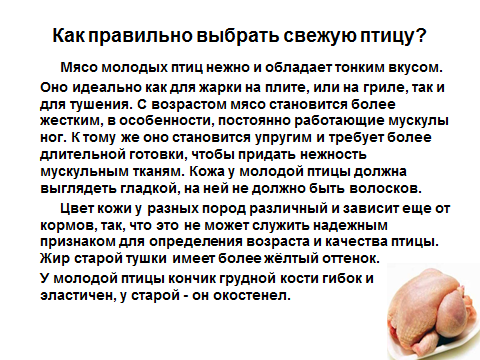 Как правильно выбрать свежую птицу?
Мясо молодых птиц нежно и обладает тонким вкусом.
Оно идеально как для жарки на плите, или на гриле, так и
для тушения. С возрастом мясо становится более
жестким, в особенности, постоянно работающие мускулы
ног. К тому же оно становится упругим и требует более
длительной готовки, чтобы придать нежность
мускульным тканям. Кожа у молодой птицы должна
выглядеть гладкой, на ней не должно быть волосков.
Цвет кожи у разных пород различный и зависит еще от
кормов, так, что это не может служить надежным
признаком для определения возраста и качества птицы.
Жир старой тушки имеет более жёлтый оттенок.
У молодой птицы кончик грудной кости гибок и
эластичен, у старой - он окостенел.